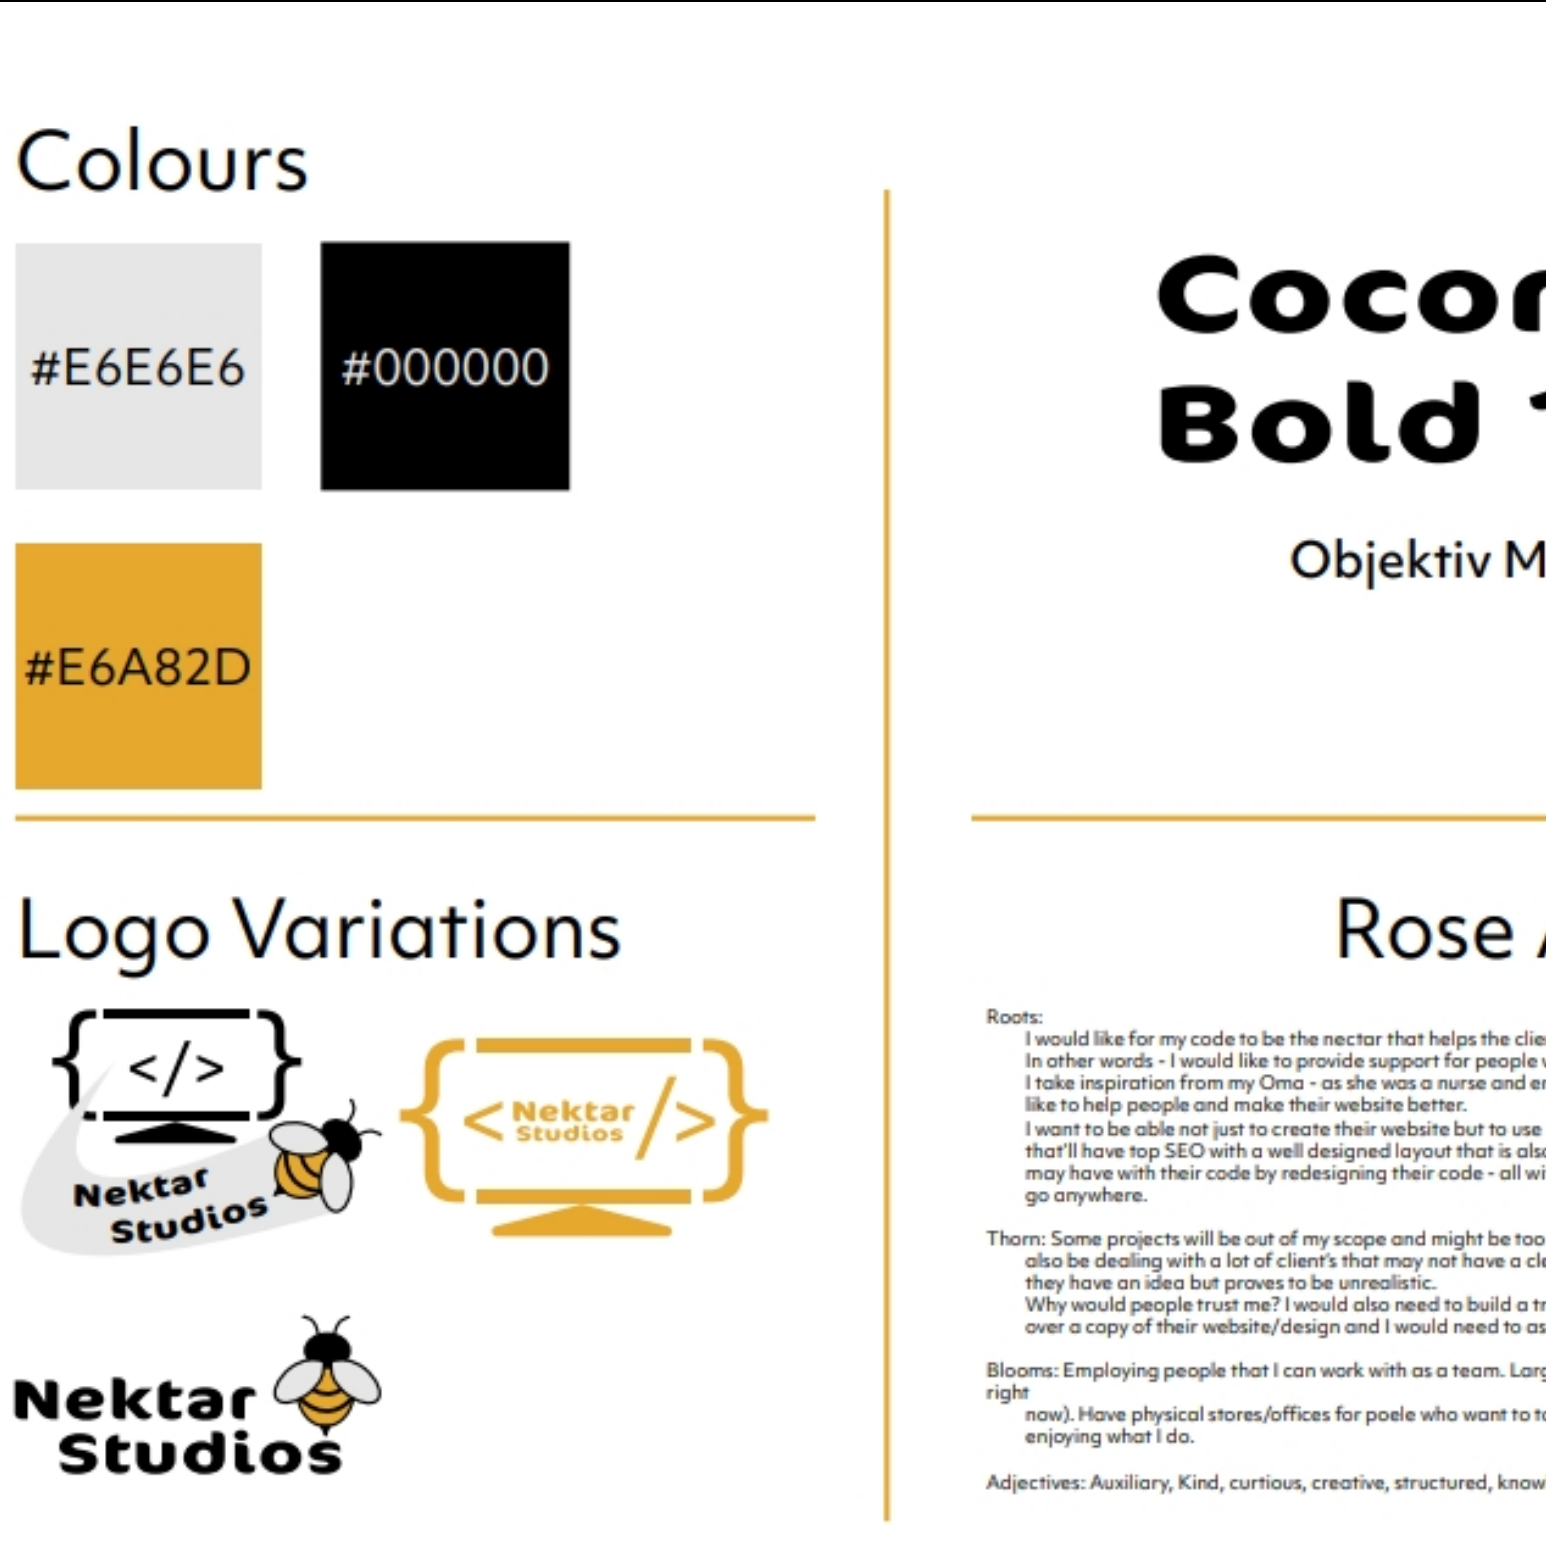 Colours
#E6E6E6
#000000
#E6A82D
Bold
Objektiv
Logo Variations
</>
Nektar
Studios
< Nektar
Studios />
Nektar
Studios
Rose
Roots:
I would like for my code to be the nectar that helps the
In other words - I would like to provide support for people
I take inspiration from my Oma - as she was a nurse and
like to help people and make their website better.
I want to be able not just to create their website but to use
that'll have top SEO with a well designed layout that is
may have with their code by redesigning their code - all
go anywhere.
Thorn: Some projects will be out of my scope and might be too
also be dealing with a lot of client's that may not have a
they have an idea but proves to be unrealistic.
Why would people trust me? I would also need to build a
over a copy of their website/design and I would need to
Blooms: Employing people that I can work with as a team.
right
now). Have physical stores/offices for poele who want to
enjoying what I do.
Adjectives: Auxiliary, Kind, curtious, creative, structured,